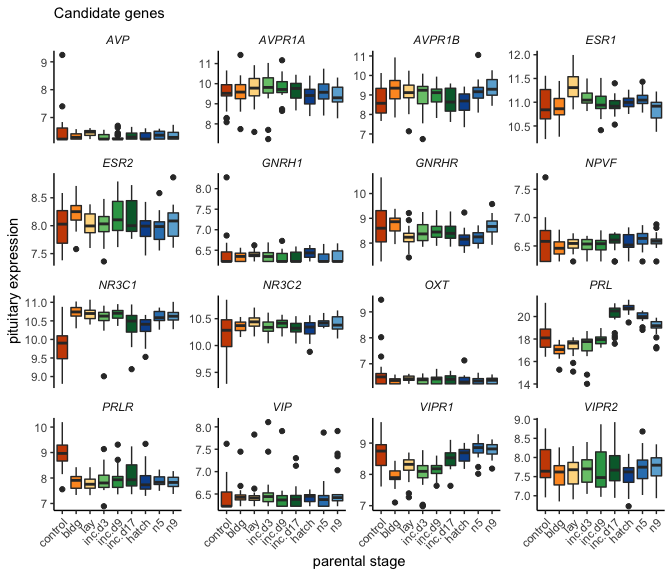 Candidate genes
AVP
AVPR1A
AVPR1B
ESR1
9
8
7
11
10
9
8
11
10
9
8
7
12.0
11.5
11.0
ESR2
GNRH1
GNRHR
NPVF
8.5
8.0
7.5
8.0
7.5
7.0
6.5
10
9
8
7.5
7.0
6.5
NR3C1
NR3C2
OXT
PRL
11.0
10.5
10.0
9.5
9.0
10.5
10.0
9.5
9
8
7
20
18
16
14
PRLR
VIP
VIPR1
VIPR2
10
9
8
7
8.0
7.5
7.0
6.5
9
8
7
9.0
8.5
8.0
7.5
7.0
pituitary expression
control
bldg
lay
inc.d3
inc.d9
inc.d17
hatch
n5
n9
control
bldg
lay
inc.d3
inc.d9
inc.d17
hatch
n5
n9
control
bldg
lay
inc.d3
inc.d9
inc.d17
hatch
n5
n9
control
bldg
lay
inc.d3
inc.d9
inc.d17
hatch
n5
n9
parental stage